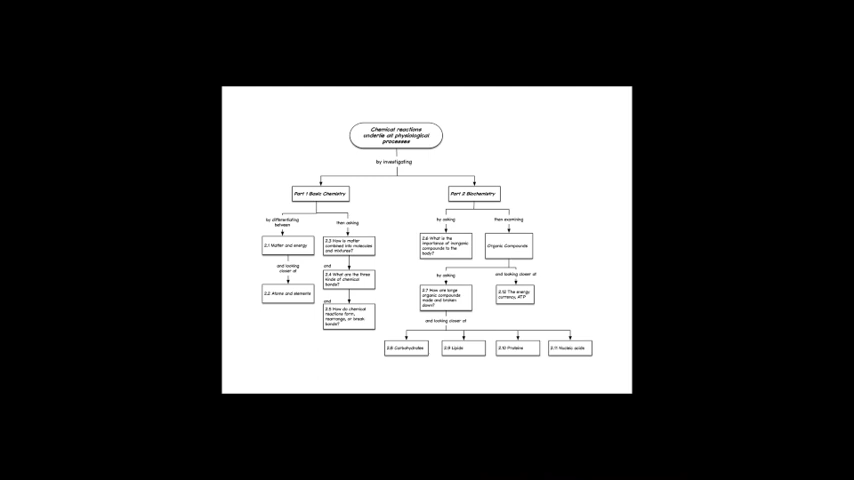 Chemical reactions
underlie all physiological
processes
by investigating
Part 1 Basic Chemistry
Part 2 Biochemistry
by differentiating
between
then asking
by asking
then examining
2.1 Matter and energy
2.3 How is matter
combined into molecules
and mixtures?
2.6 What is the
importance of inorganic
compounds to the
body?
Organic Compounds
and looking
closer at
and
by asking
and looking closer at
2.2 Atoms and elements
2.4 What are the three
kinds of chemical
bonds?
2.7 How are large
organic compounds
made and broken
down?
2.12 The energy
currency, ATP
and
2.5 How do chemical
reactions form,
rearrange, or break
bonds?
and looking closer at
2.8 Carbohydrates
2.9 Lipids
2.10 Proteins
2.11 Nucleic acids